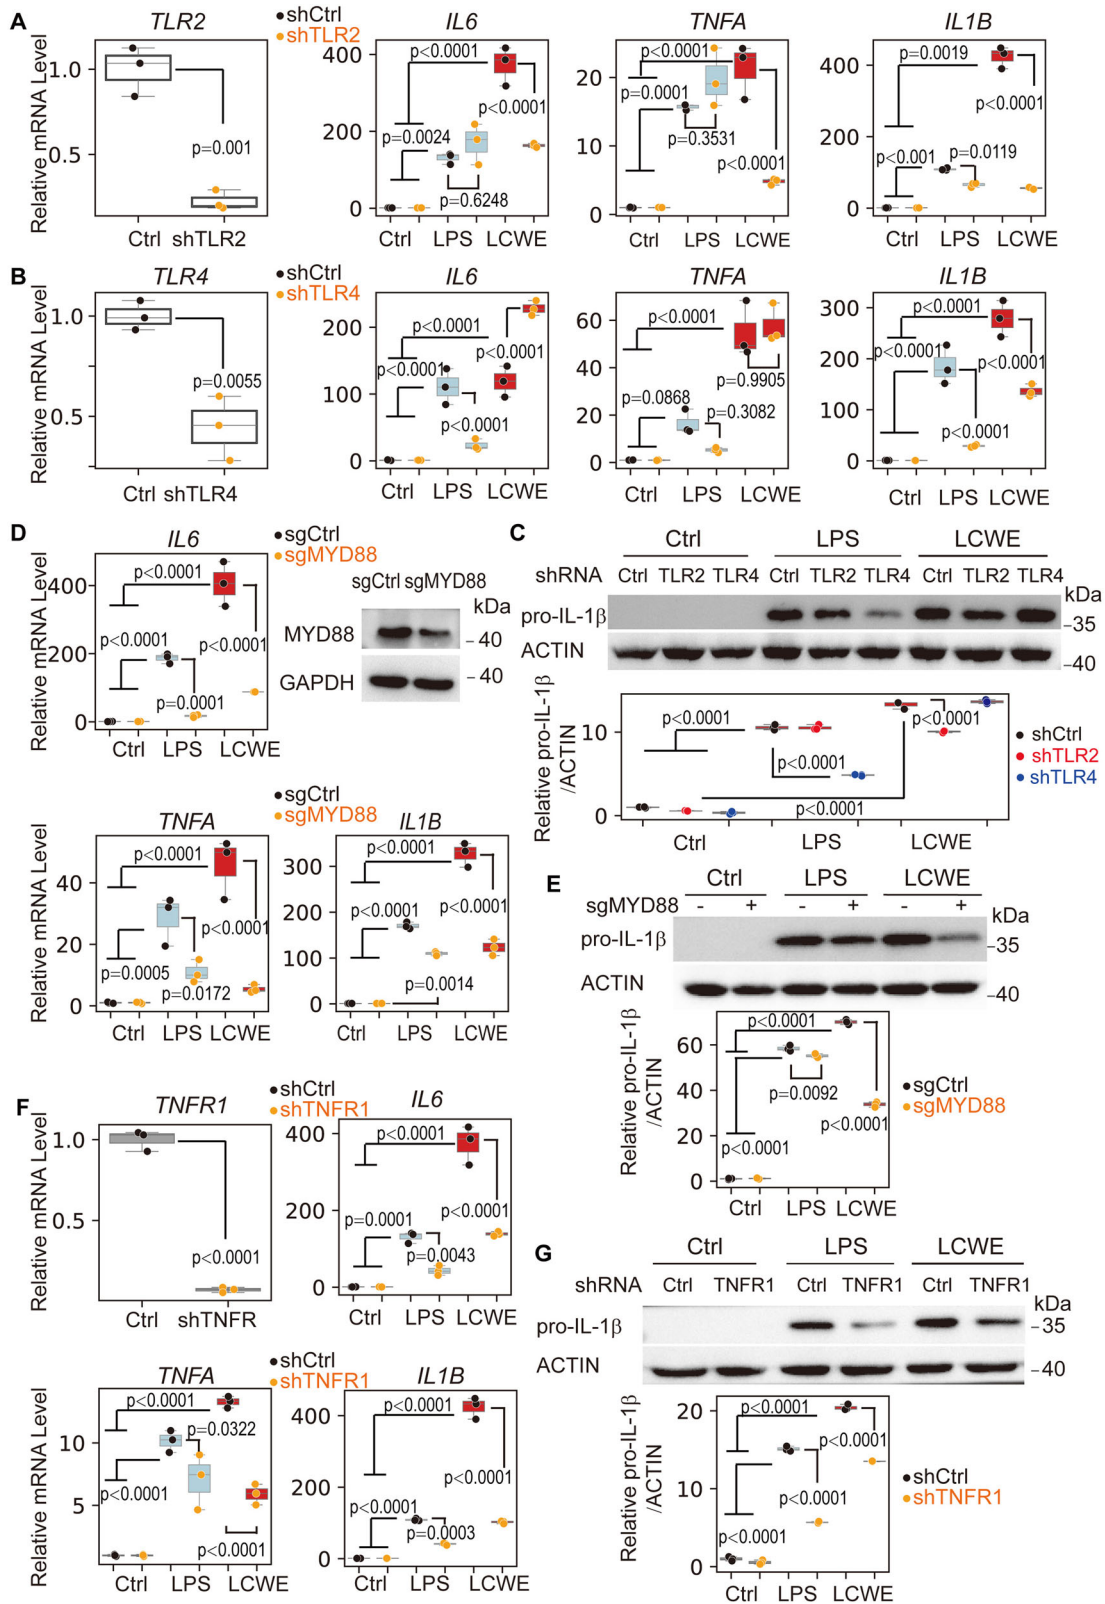 A
TLR2
Relative mRNA Level
1.0
0.5
p=0.001
Ctrl shTLR2
shCtrl
shTLR2
IL6
400
200
0
p<0.0001
p=0.0024
p<0.0001
p=0.6248
Ctrl LPS LCWE
TNFA
20
10
0
p<0.0001
p=0.0001
p=0.3531
p<0.0001
Ctrl LPS LCWE
IL1B
400
200
0
p=0.0019
p<0.0001
p<0.001
p=0.0119
Ctrl LPS LCWE
B
TLR4
Relative mRNA Level
1.0
0.5
p=0.0055
Ctrl shTLR4
shCtrl
shTLR4
IL6
200
100
0
p<0.0001
p<0.0001
p<0.0001
p<0.0001
Ctrl LPS LCWE
TNFA
60
40
20
0
p<0.0001
p=0.9905
p=0.0868
p=0.3082
Ctrl LPS LCWE
IL1B
300
200
100
0
p<0.0001
p<0.0001
p<0.0001
p<0.0001
Ctrl LPS LCWE
D
IL6
sgCtrl
sgMYD88
Relative mRNA Level
400
200
0
p<0.0001
p<0.0001
p<0.0001
p=0.0001
Ctrl LPS LCWE
sgCtrl sgMYD88
kDa
MYD88
40
GAPDH
40
TNFA
sgCtrl
sgMYD88
Relative mRNA Level
40
20
0
p<0.0001
p<0.0001
p=0.0005
p=0.0172
Ctrl LPS LCWE
IL1B
300
200
100
0
p<0.0001
p<0.0001
p<0.0001
p=0.0014
Ctrl LPS LCWE
C
Ctrl LPS LCWE
shRNA Ctrl TLR2 TLR4 Ctrl TLR2 TLR4 Ctrl TLR2 TLR4
kDa
pro-IL-1β
-35
ACTIN
-40
Relative pro-IL-1β
/ACTIN
10
0
p<0.0001
p<0.0001
p<0.0001
p<0.0001
Ctrl LPS LCWE
shCtrl
shTLR2
shTLR4
E
Ctrl LPS LCWE
sgMYD88 - + - + - +
kDa
pro-IL-1β
-35
ACTIN
-40
Relative pro-IL-1β
/ACTIN
60
40
20
0
p<0.0001
p=0.0092
p<0.0001
p<0.0001
Ctrl LPS LCWE
sgCtrl
sgMYD88
F
TNFR1
Relative mRNA Level
1.0
0.5
p<0.0001
Ctrl shTNFR
shCtrl
shTNFR1
IL6
400
200
0
p<0.0001
p<0.0001
p=0.0001
p=0.0043
Ctrl LPS LCWE
TNFA
shCtrl
shTNFR1
Relative mRNA Level
10
5
p<0.0001
p=0.0322
p<0.0001
p<0.0001
Ctrl LPS LCWE
IL1B
400
200
0
p<0.0001
p<0.0001
p<0.0001
p=0.0003
Ctrl LPS LCWE
G
Ctrl LPS LCWE
shRNA Ctrl TNFR1 Ctrl TNFR1 Ctrl TNFR1
kDa
pro-IL-1β
-35
ACTIN
-40
Relative pro-IL-1β
/ACTIN
20
10
0
p<0.0001
p<0.0001
p<0.0001
p<0.0001
Ctrl LPS LCWE
shCtrl
shTNFR1